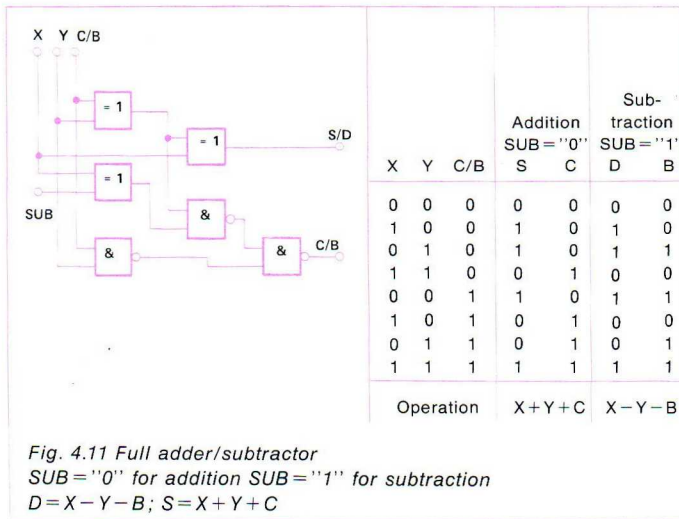 X Y C/B
= 1
= 1
S/D
= 1
SUB
&
&
&
C/B
Addition
SUB=''0''
Sub-
traction
SUB=''1''
X Y C/B S C D B
0 0 0 0 0 0 0
1 0 0 1 0 1 0
0 1 0 1 0 1 1
1 1 0 0 1 0 0
0 0 1 1 0 1 1
1 0 1 0 1 0 0
0 1 1 0 1 0 1
1 1 1 1 1 1 1
Operation X+Y+C X−Y−B
Fig. 4.11 Full adder/subtractor
SUB=''0'' for addition SUB=''1'' for subtraction
D=X−Y−B; S=X+Y+C